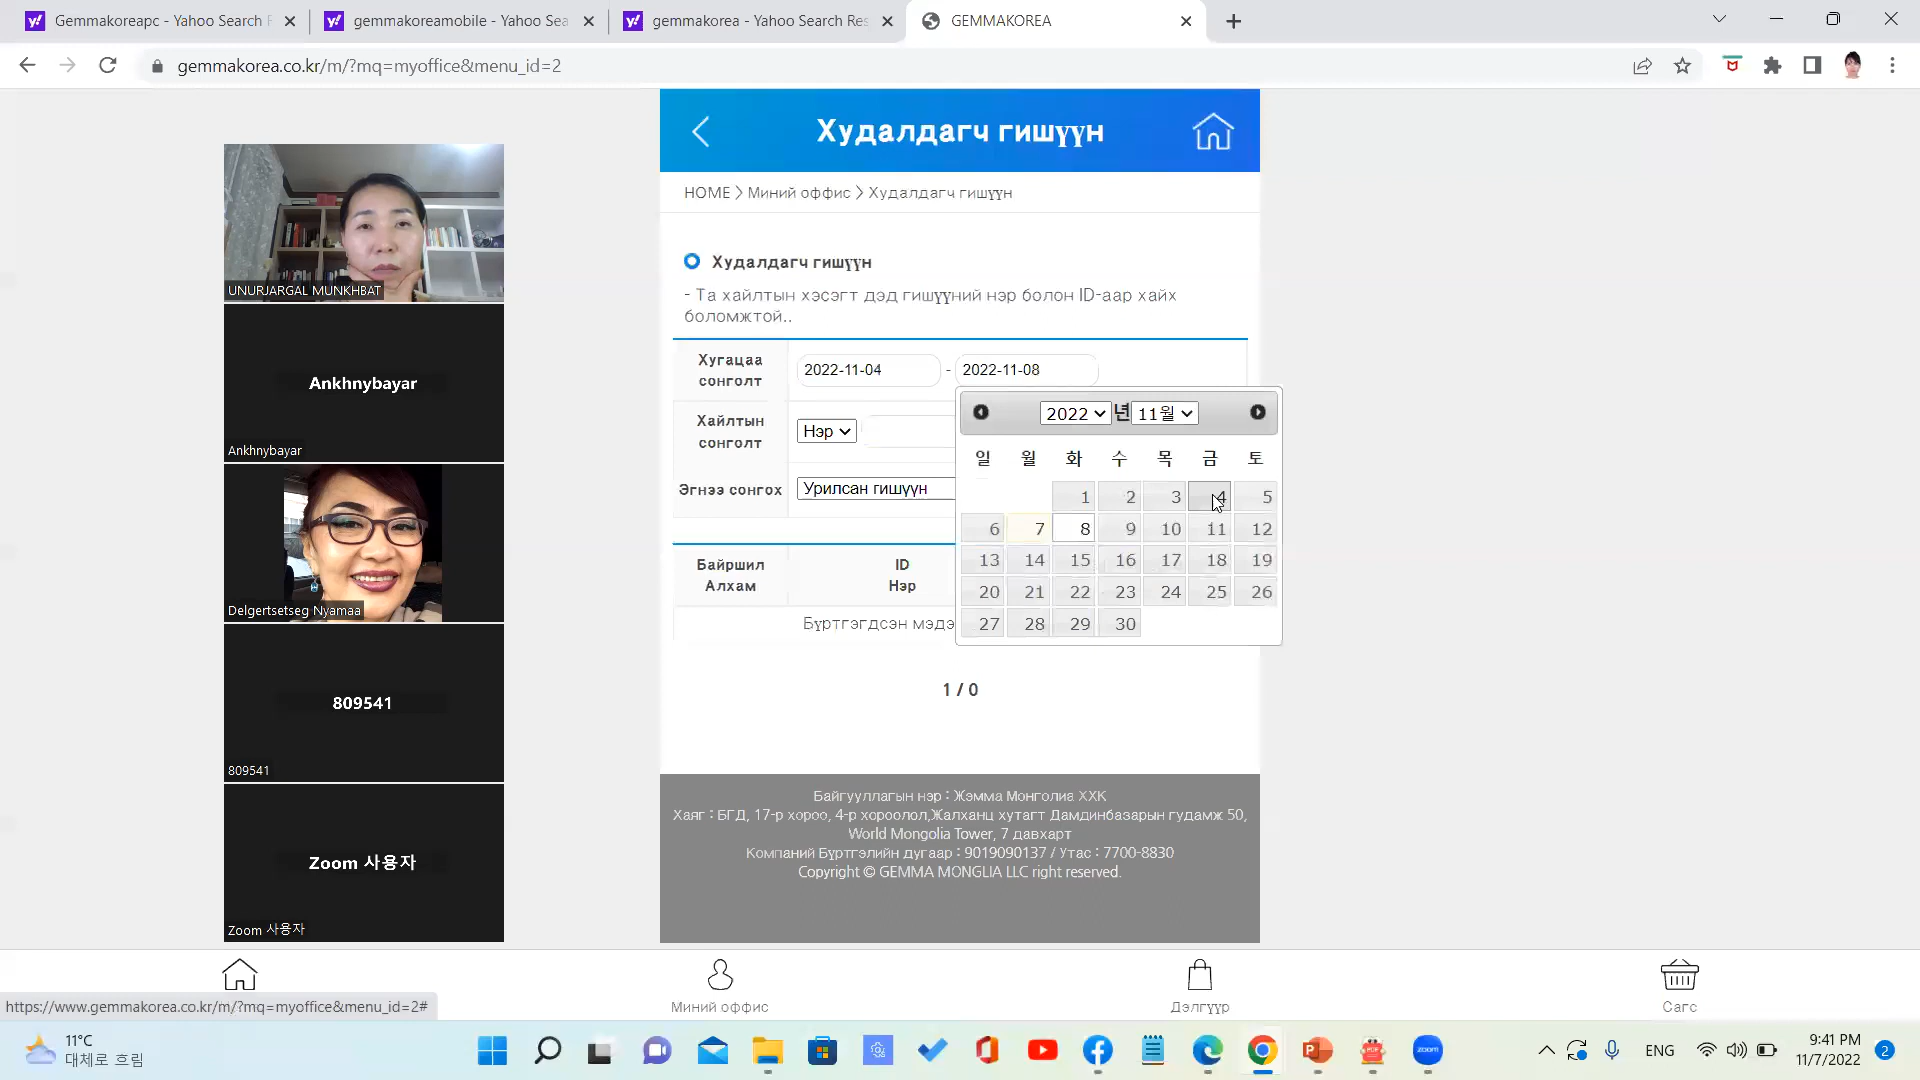 Gemmakoreapc - Yahoo Search R
gemmakoreamobile - Yahoo Sea
gemmakorea - Yahoo Search Res
GEMMAKOREA
gemmakorea.co.kr/m/?mq=myoffice&menu_id=2
UNURJARGAL MUNKHBAT
Ankhnybayar
Ankhnybayar
Delgertsetseg Nyamaa
809541
809541
Zoom 사용자
Zoom 사용자
Худалдагч гишүүн
HOME > Миний оффис > Худалдагч гишүүн
Худалдагч гишүүн
- Та хайлтын хэсэгт дэд гишүүний нэр болон ID-аар хайх
боломжтой..
Хугацаа
сонголт
2022-11-04 - 2022-11-08
Хайлтын
сонголт
Нэр
Эгнээ сонгох
Урилсан гишүүн
2022 년 11월
일 월 화 수 목 금 토
1 2 3 4 5
6 7 8 9 10 11 12
13 14 15 16 17 18 19
20 21 22 23 24 25 26
27 28 29 30
Байршил
Алхам
ID
Нэр
Бүртгэгдсэн мэдэ
1 / 0
Байгууллагын нэр : Жэмма Монголиа ХХК
Хаяг : БГД, 17-р хороо, 4-р хороолол,Жалханц хутагт Дамдинбазарын гудамж 50,
World Mongolia Tower, 7 давхарт
Компаний Бүртгэлийн дугаар : 9019090137 / Утас : 7700-8830
Copyright © GEMMA MONGLIA LLC right reserved.
Миний оффис
Дэлгүүр
Сагс
https://www.gemmakorea.co.kr/m/?mq=myoffice&menu_id=2#
11°C
대체로 흐림
zoom
ENG
9:41 PM
11/7/2022
2